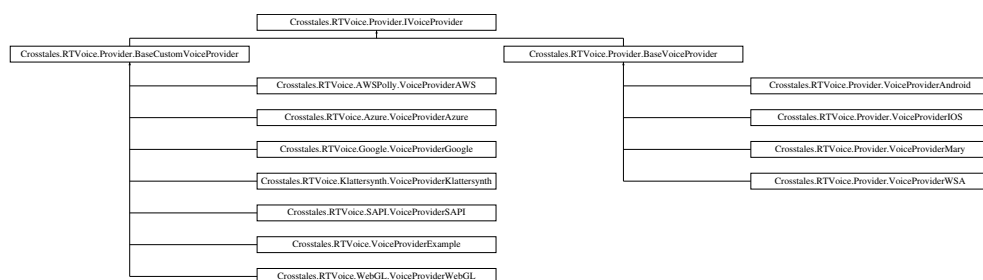 Crosstales.RTVoice.Provider.IVoiceProvider
Crosstales.RTVoice.Provider.BaseCustomVoiceProvider
Crosstales.RTVoice.Provider.BaseVoiceProvider
Crosstales.RTVoice.AWSPolly.VoiceProviderAWS
Crosstales.RTVoice.Provider.VoiceProviderAndroid
Crosstales.RTVoice.Azure.VoiceProviderAzure
Crosstales.RTVoice.Provider.VoiceProviderIOS
Crosstales.RTVoice.Google.VoiceProviderGoogle
Crosstales.RTVoice.Provider.VoiceProviderMary
Crosstales.RTVoice.Klattersynth.VoiceProviderKlattersynth
Crosstales.RTVoice.Provider.VoiceProviderWSA
Crosstales.RTVoice.SAPI.VoiceProviderSAPI
Crosstales.RTVoice.VoiceProviderExample
Crosstales.RTVoice.WebGL.VoiceProviderWebGL